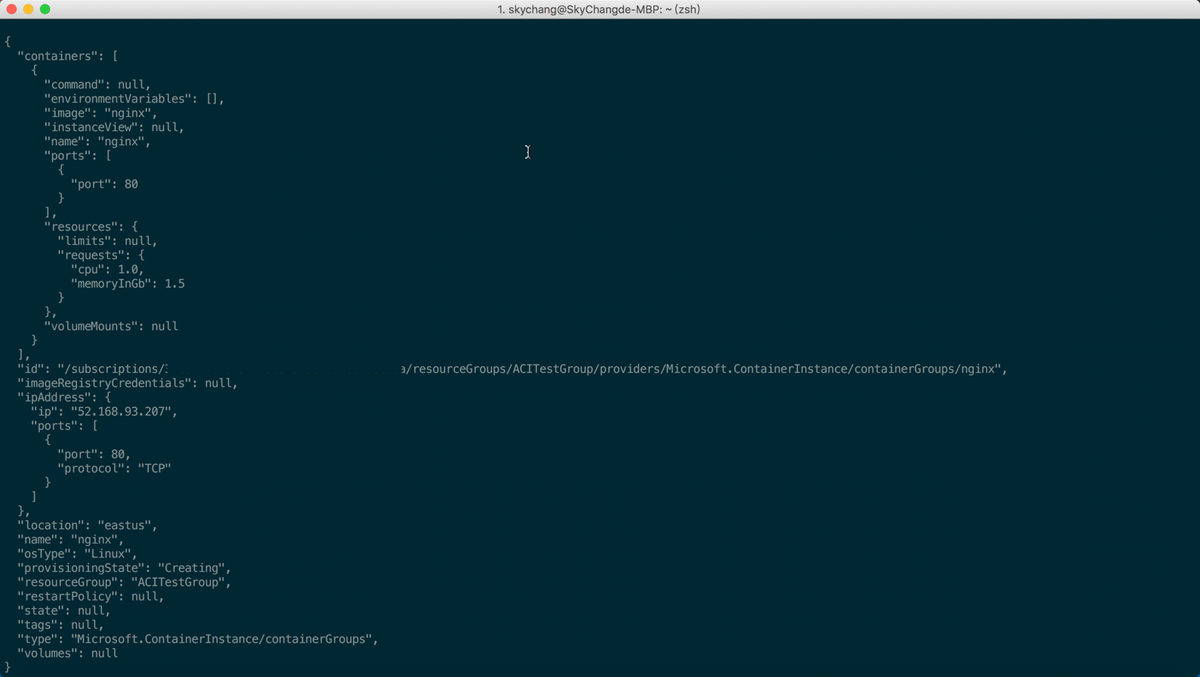 1. skychang@SkyChangde-MBP: ~ (zsh)
{
  "containers": [
    {
      "command": null,
      "environmentVariables": [],
      "image": "nginx",
      "instanceView": null,
      "name": "nginx",
      "ports": [
        {
          "port": 80
        }
      ],
      "resources": {
        "limits": null,
        "requests": {
          "cpu": 1.0,
          "memoryInGb": 1.5
        }
      },
      "volumeMounts": null
    }
  ],
  "id": "/subscriptions/ a/resourceGroups/ACITestGroup/providers/Microsoft.ContainerInstance/containerGroups/nginx",
  "imageRegistryCredentials": null,
  "ipAddress": {
    "ip": "52.168.93.207",
    "ports": [
      {
        "port": 80,
        "protocol": "TCP"
      }
    ]
  },
  "location": "eastus",
  "name": "nginx",
  "osType": "Linux",
  "provisioningState": "Creating",
  "resourceGroup": "ACITestGroup",
  "restartPolicy": null,
  "state": null,
  "tags": null,
  "type": "Microsoft.ContainerInstance/containerGroups",
  "volumes": null
}